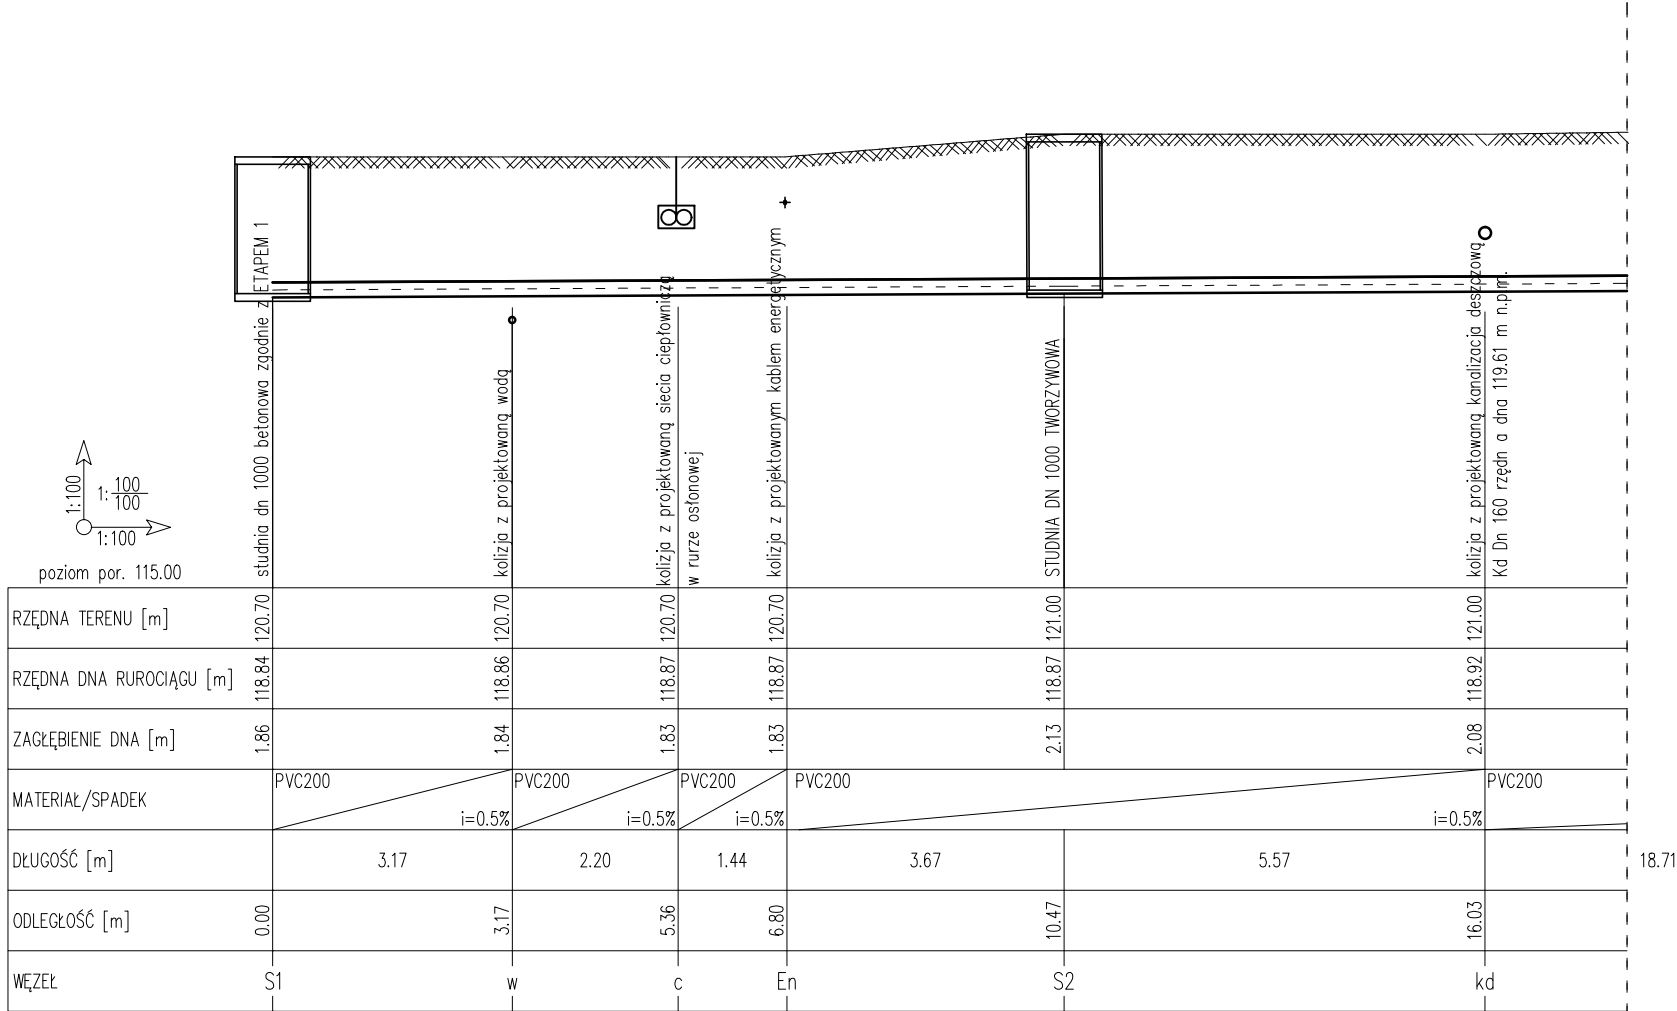 studnia dn 1000 betonowa zgodnie z ETAPEM 1
kolizja z projektowaną wodą
kolizja z projektowaną siecia ciepłowniczą
w rurze osłonowej
kolizja z projektowanym kablem energetycznym
STUDNIA DN 1000 TWORZYWOWA
kolizja z projektowaną kanalizacja deszczową
Kd Dn 160 rzędn a dna 119.61 m n.p.m.
1:100
1: 100/100
1:100
poziom por. 115.00
RZĘDNA TERENU [m] 120.70 120.70 120.70 120.70 121.00 121.00
RZĘDNA DNA RUROCIĄGU [m] 118.84 118.86 118.87 118.87 118.87 118.92
ZAGŁĘBIENIE DNA [m] 1.86 1.84 1.83 1.83 2.13 2.08
PVC200 PVC200 PVC200 PVC200 PVC200
MATERIAŁ/SPADEK
i=0.5% i=0.5% i=0.5% i=0.5%
DŁUGOŚĆ [m] 3.17 2.20 1.44 3.67 5.57 18.71
ODLEGŁOŚĆ [m] 0.00 3.17 5.36 6.80 10.47 16.03
WĘZEŁ S1 w c En S2 kd